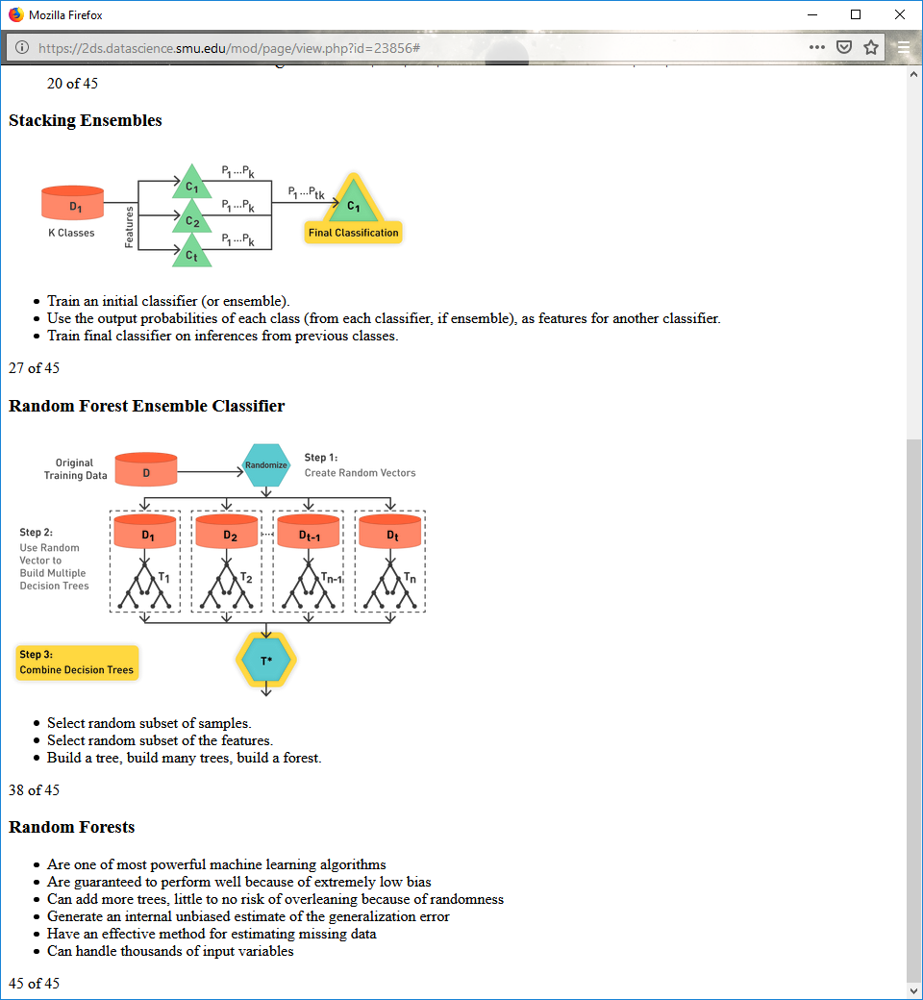 Mozilla Firefox
https://2ds.datascience.smu.edu/mod/page/view.php?id=23856#
20 of 45
Stacking Ensembles
D1
K Classes
Features
C1
C2
Ct
P1...Pk
P1...Pk
P1...Pk
P1...Ptk
C1
Final Classification
Train an initial classifier (or ensemble).
Use the output probabilities of each class (from each classifier, if ensemble), as features for another classifier.
Train final classifier on inferences from previous classes.
27 of 45
Random Forest Ensemble Classifier
Original
Training Data
D
Randomize
Step 1:
Create Random Vectors
Step 2:
Use Random
Vector to
Build Multiple
Decision Trees
D1
D2
...
Dt-1
Dt
T1
T2
Tn-1
Tn
Step 3:
Combine Decision Trees
T*
Select random subset of samples.
Select random subset of the features.
Build a tree, build many trees, build a forest.
38 of 45
Random Forests
Are one of most powerful machine learning algorithms
Are guaranteed to perform well because of extremely low bias
Can add more trees, little to no risk of overleaning because of randomness
Generate an internal unbiased estimate of the generalization error
Have an effective method for estimating missing data
Can handle thousands of input variables
45 of 45